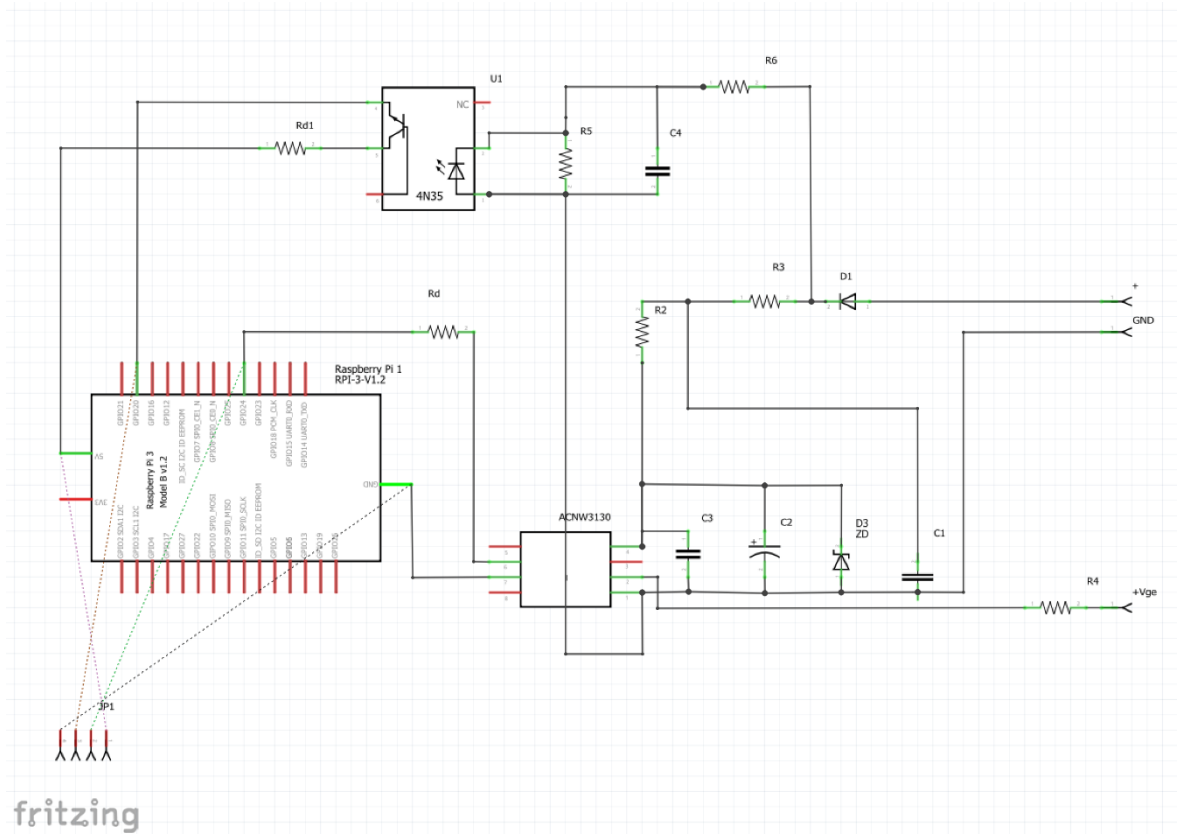 R6
U1
NC
Rd1
R5
C4
4N35
R3
D1
+
Rd
R2
GND
Raspberry Pi 1
RPI-3-V1.2
GPIO21
GPIO20
GPIO16
GPIO12
ID_SC I2C ID EEPROM
GPIO7 SPI0_CE1_N
GPIO8 SPI0_CE0_N
GPIO25
GPIO24
GPIO23
GPIO18 PCM_CLK
GPIO15 UART0_RXD
GPIO14 UART0_TXD
5V
3V3
Raspberry Pi 3
Model B v1.2
GND
GPIO2 SDA1 I2C
GPIO3 SCL1 I2C
GPIO4
GPIO17
GPIO27
GPIO22
GPIO10 SPI0_MOSI
GPIO9 SPI0_MISO
GPIO11 SPI0_SCLK
ID_SD I2C ID EEPROM
GPIO5
GPIO6
GPIO13
GPIO19
ACNW3130
C3
C2
D3
ZD
C1
R4
+Vge
JP1
fritzing